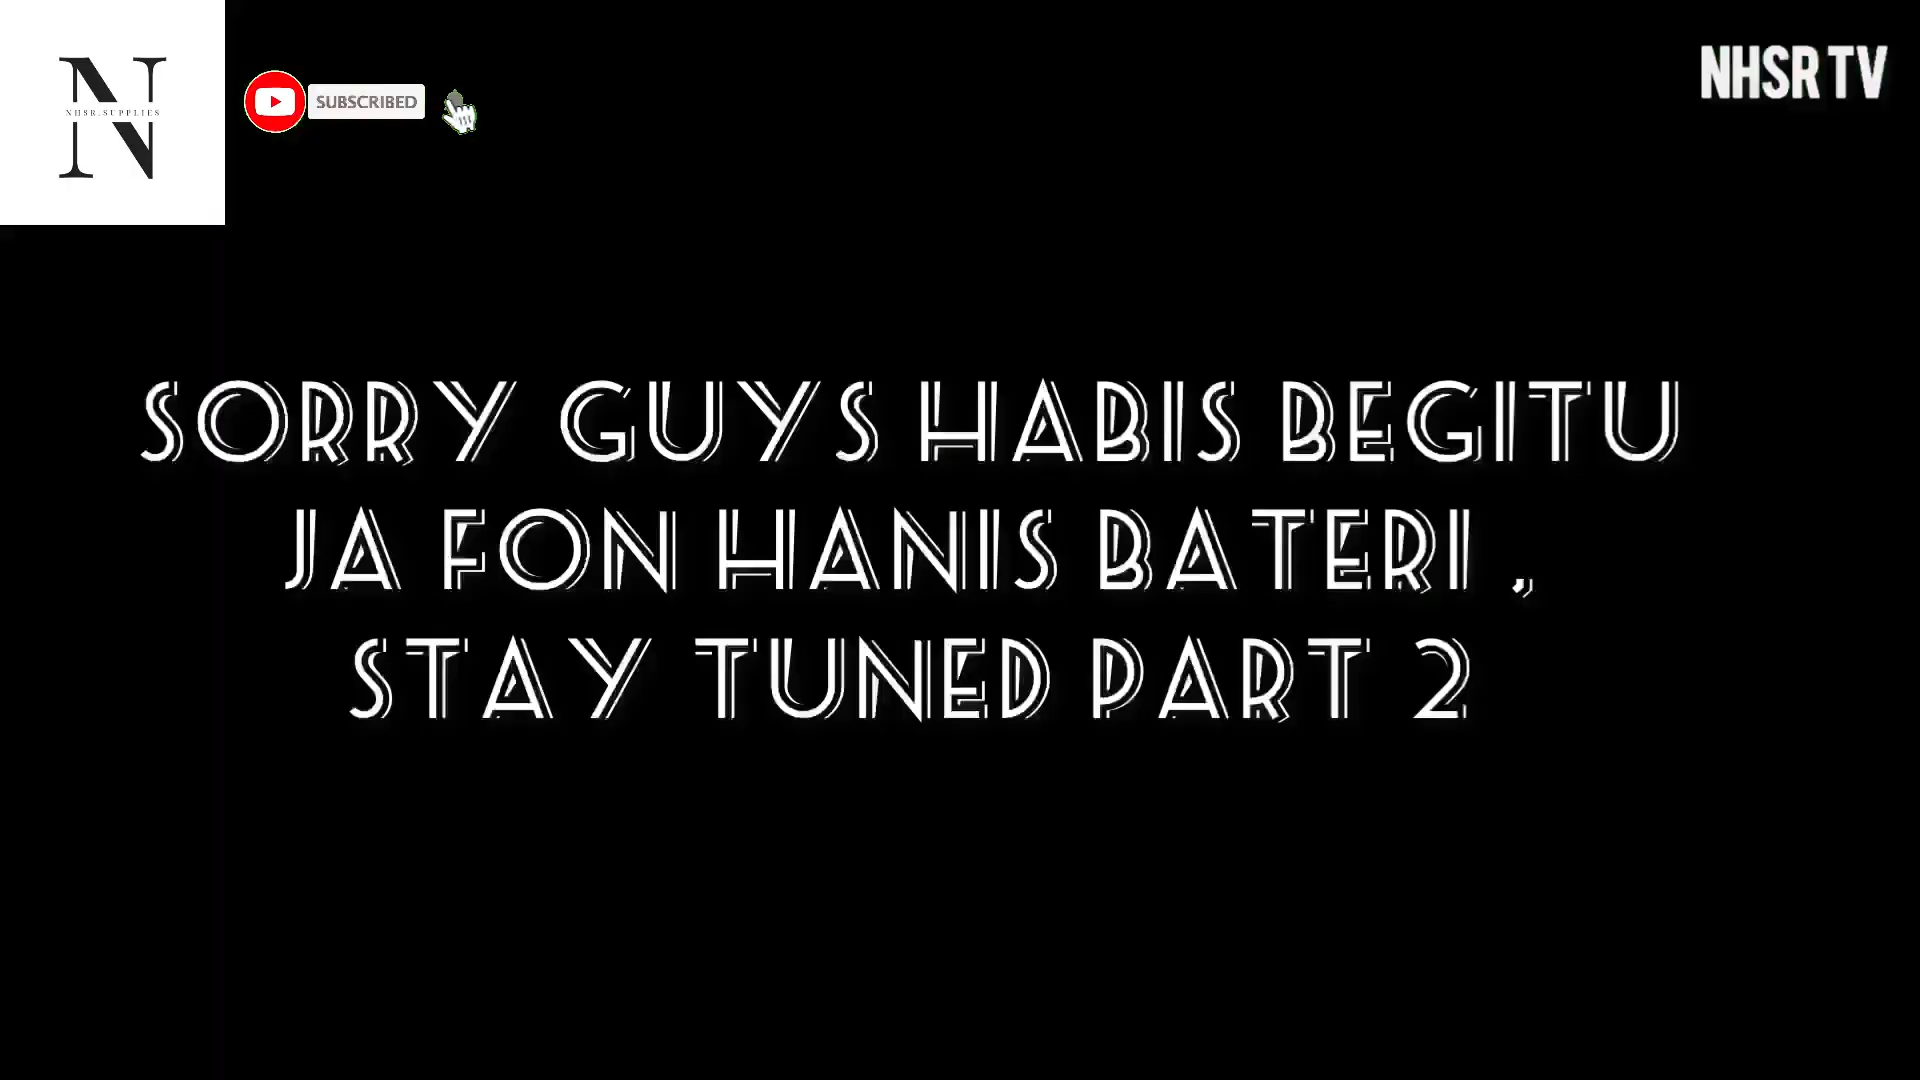 N
NHSR.SUPPLIES
SUBSCRIBED
NHSR TV
SORRY GUYS HABIS BEGITU
JA FON HANIS BATERI ,
STAY TUNED PART 2